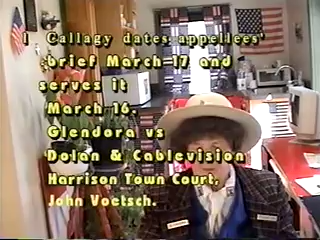 1 Callagy dates appellees'
brief March 17 and
serves it
March 16.
Glendora vs
Dolan & Cablevision
Harrison Town Court,
John Voetsch.